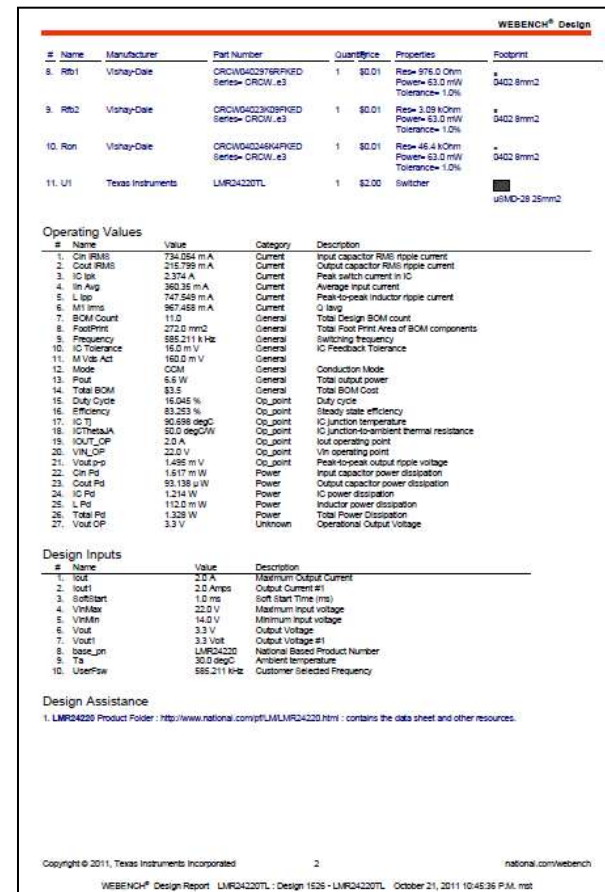 WEBENCH® Design
# Name Manufacturer Part Number Quantity Price Properties Footprint
8. Rfb1 Vishay-Dale CRCW0402976RFKED 1 $0.01 Res= 976.0 Ohm
Series= CRCW..e3 Power= 63.0 mW 0402 8mm2
Tolerance= 1.0%
9. Rfb2 Vishay-Dale CRCW04023K09FKED 1 $0.01 Res= 3.09 kOhm
Series= CRCW..e3 Power= 63.0 mW 0402 8mm2
Tolerance= 1.0%
10. Ron Vishay-Dale CRCW040246K4FKED 1 $0.01 Res= 46.4 kOhm
Series= CRCW..e3 Power= 63.0 mW 0402 8mm2
Tolerance= 1.0%
11. U1 Texas Instruments LMR24220TL 1 $2.00 Switcher
uSMD-28 25mm2
Operating Values
# Name Value Category Description
1. Cin IRMS 734.054 mA Current Input capacitor RMS ripple current
2. Cout IRMS 215.799 mA Current Output capacitor RMS ripple current
3. IC Ipk 2.374 A Current Peak switch current in IC
4. Iin Avg 360.35 mA Current Average input current
5. L Ipp 747.549 mA Current Peak-to-peak inductor ripple current
6. M1 Irms 967.458 mA Current Q Iavg
7. BOM Count 11.0 General Total Design BOM count
8. FootPrint 272.0 mm2 General Total Foot Print Area of BOM components
9. Frequency 585.211 kHz General Switching frequency
10. IC Tolerance 16.0 mV General IC Feedback Tolerance
11. M Vds Act 160.0 mV General
12. Mode CCM General Conduction Mode
13. Pout 6.6 W General Total output power
14. Total BOM $3.5 General Total BOM Cost
15. Duty Cycle 16.045 % Op_point Duty cycle
16. Efficiency 83.253 % Op_point Steady state efficiency
17. IC Tj 90.698 degC Op_point IC junction temperature
18. ICThetaJA 50.0 degC/W Op_point IC junction-to-ambient thermal resistance
19. IOUT_OP 2.0 A Op_point Iout operating point
20. VIN_OP 22.0 V Op_point Vin operating point
21. Vout p-p 1.495 mV Op_point Peak-to-peak output ripple voltage
22. Cin Pd 1.617 mW Power Input capacitor power dissipation
23. Cout Pd 93.138 µW Power Output capacitor power dissipation
24. IC Pd 1.214 W Power IC power dissipation
25. L Pd 112.0 mW Power Inductor power dissipation
26. Total Pd 1.328 W Power Total Power Dissipation
27. Vout OP 3.3 V Unknown Operational Output Voltage
Design Inputs
# Name Value Description
1. Iout 2.0 A Maximum Output Current
2. Iout1 2.0 Amps Output Current #1
3. SoftStart 1.0 ms Soft Start Time (ms)
4. VinMax 22.0 V Maximum input voltage
5. VinMin 14.0 V Minimum input voltage
6. Vout 3.3 V Output Voltage
7. Vout1 3.3 Volt Output Voltage #1
8. base_pn LMR24220 National Based Product Number
9. Ta 30.0 degC Ambient temperature
10. UserFsw 585.211 kHz Customer Selected Frequency
Design Assistance
1. LMR24220 Product Folder : http://www.national.com/pf/LM/LMR24220.html : contains the data sheet and other resources.
Copyright © 2011, Texas Instruments Incorporated 2 national.com/webench
WEBENCH® Design Report LMR24220TL : Design 1526 - LMR24220TL October 21, 2011 10:45:36 P.M. mst